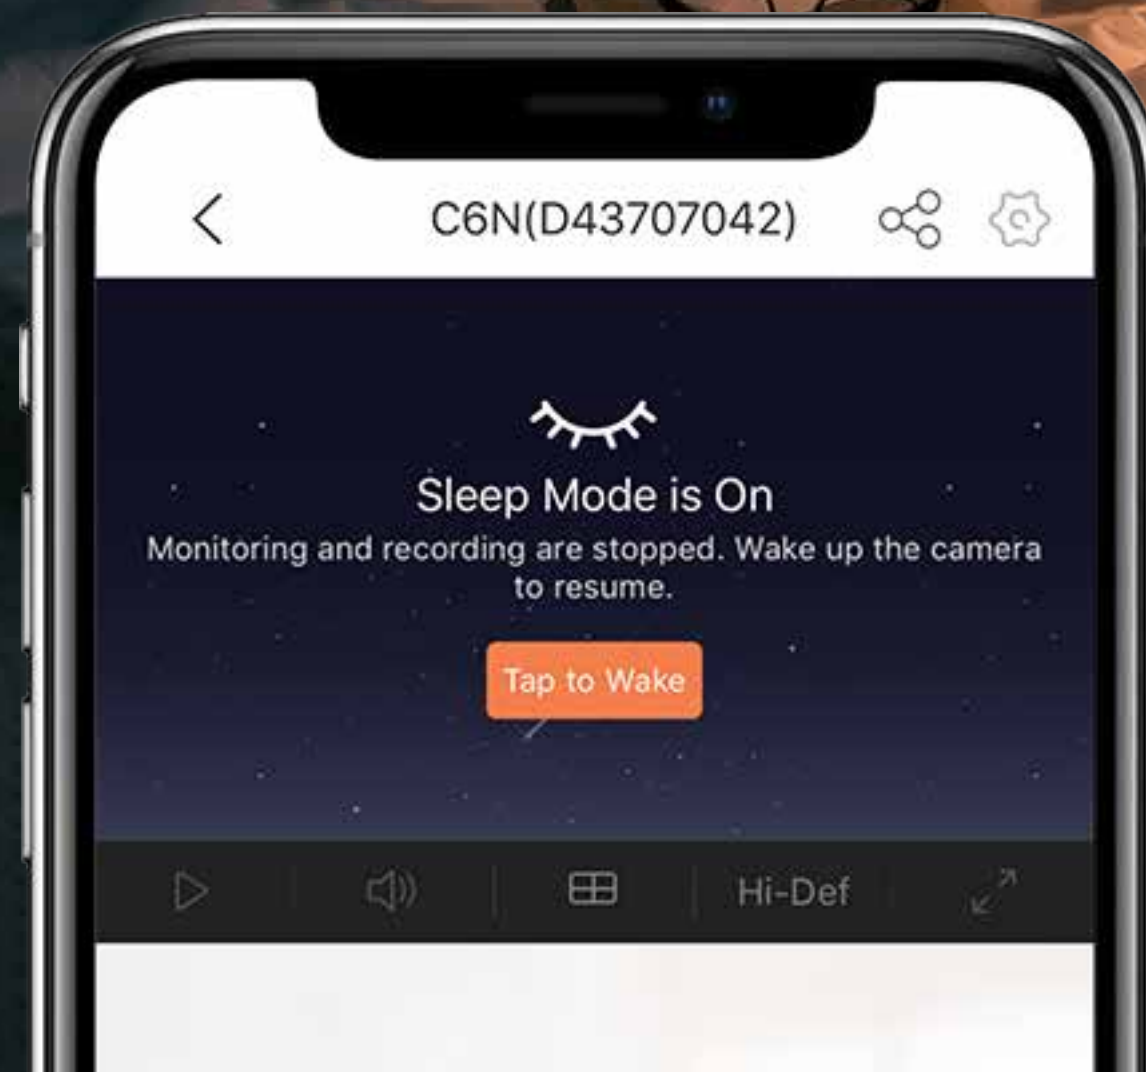 C6N(D43707042)
Sleep Mode is On
Monitoring and recording are stopped. Wake up the camera
to resume.
Tap to Wake
Hi-Def